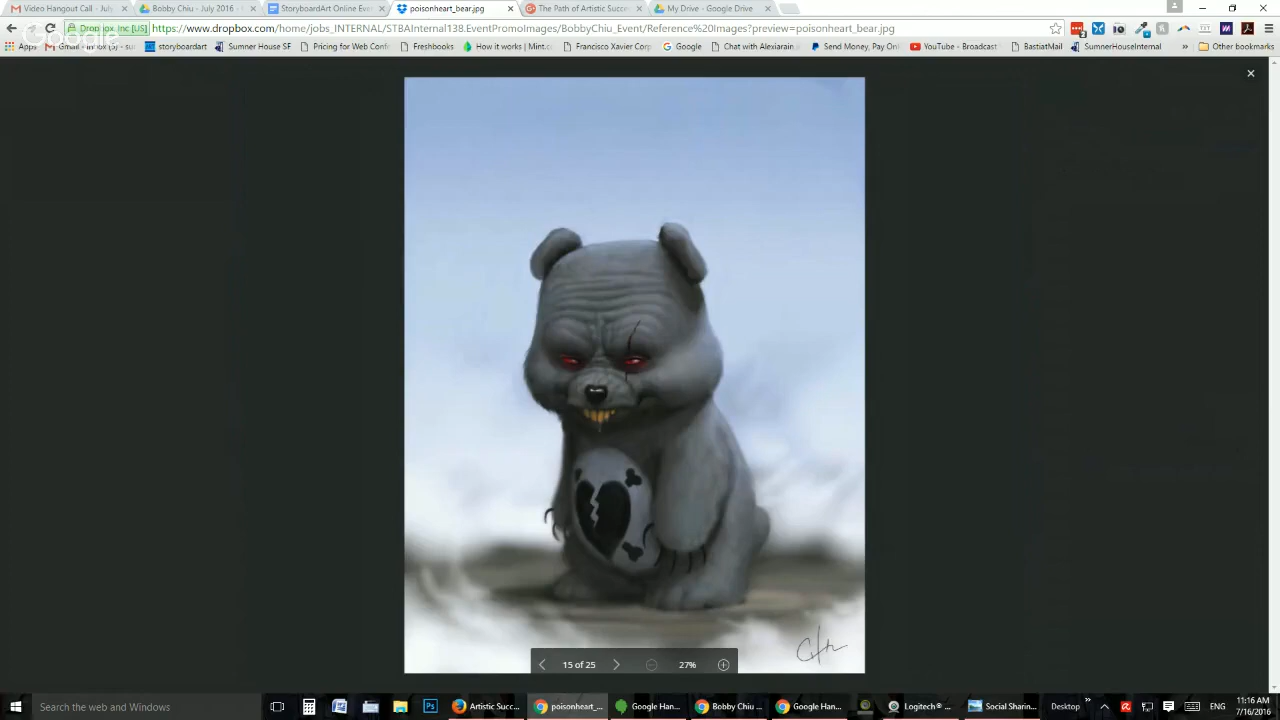 Video Hangout Call - July
Bobby Chiu - July 2016 -
StoryboardArt Online Even
poisonheart_bear.jpg
The Path of Artistic Succ
My Drive - Google Drive
Dropbox, Inc [US]
https://www.dropbox.com/home/jobs_INTERNAL/STBAInternal138.EventPromoImages/BobbyChiu_Event/Reference%20Images?preview=poisonheart_bear.jpg
Apps
storyboardart
Sumner House SF
Pricing for Web Conf
Freshbooks
How it works | Mint.c
Francisco Xavier Corp
Google
Chat with Alexiarain
Send Money, Pay Onl
YouTube - Broadcast
BastiatMail
SumnerHouseInternal
Other bookmarks
Google
15 of 25
27%
Search the web and Windows
Artistic Succ...
poisonheart_...
Google Han...
Bobby Chiu ...
Google Han...
Logitech® ...
Social Sharin...
Desktop
ENG
11:16 AM
7/16/2016